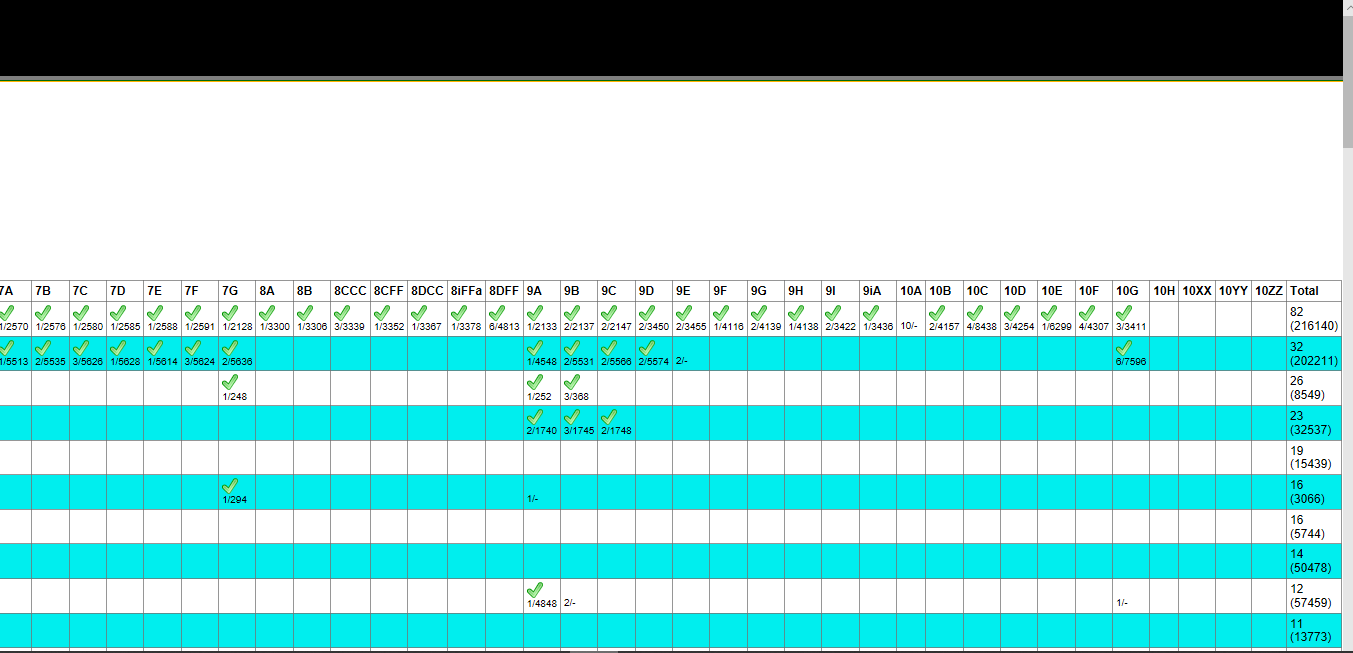 7A 7B 7C 7D 7E 7F 7G 8A 8B 8CCC 8CFF 8DCC 8iFFa 8DFF 9A 9B 9C 9D 9E 9F 9G 9H 9I 9iA 10A 10B 10C 10D 10E 10F 10G 10H 10XX 10YY 10ZZ Total
82
1/2570 1/2576 1/2580 1/2585 1/2588 1/2591 1/2128 1/3300 1/3306 3/3339 1/3352 1/3367 1/3378 6/4813 1/2133 2/2137 2/2147 2/3450 2/3455 1/4116 2/4139 1/4138 2/3422 1/3436 10/- 2/4157 4/8438 3/4254 1/6299 4/4307 3/3411 (216140)
32
1/5513 2/5535 3/5626 1/5628 1/5614 3/5624 2/5636 1/4548 2/5531 2/5566 2/5574 2/- 6/7596 (202211)
26
1/248 1/252 3/368 (8549)
23
2/1740 3/1745 2/1748 (32537)
19
(15439)
16
1/294 1/- (3066)
16
(5744)
14
(50478)
12
1/4848 2/- 1/- (57459)
11
(13773)